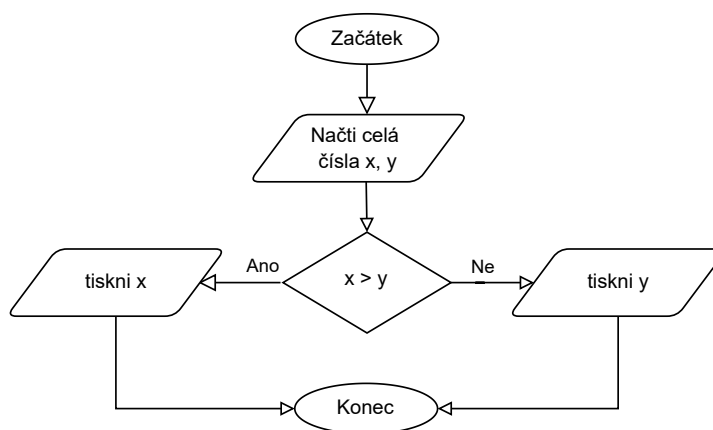 Začátek
Načti celá
čísla x, y
Ano
x > y
Ne
tiskni x
tiskni y
Konec